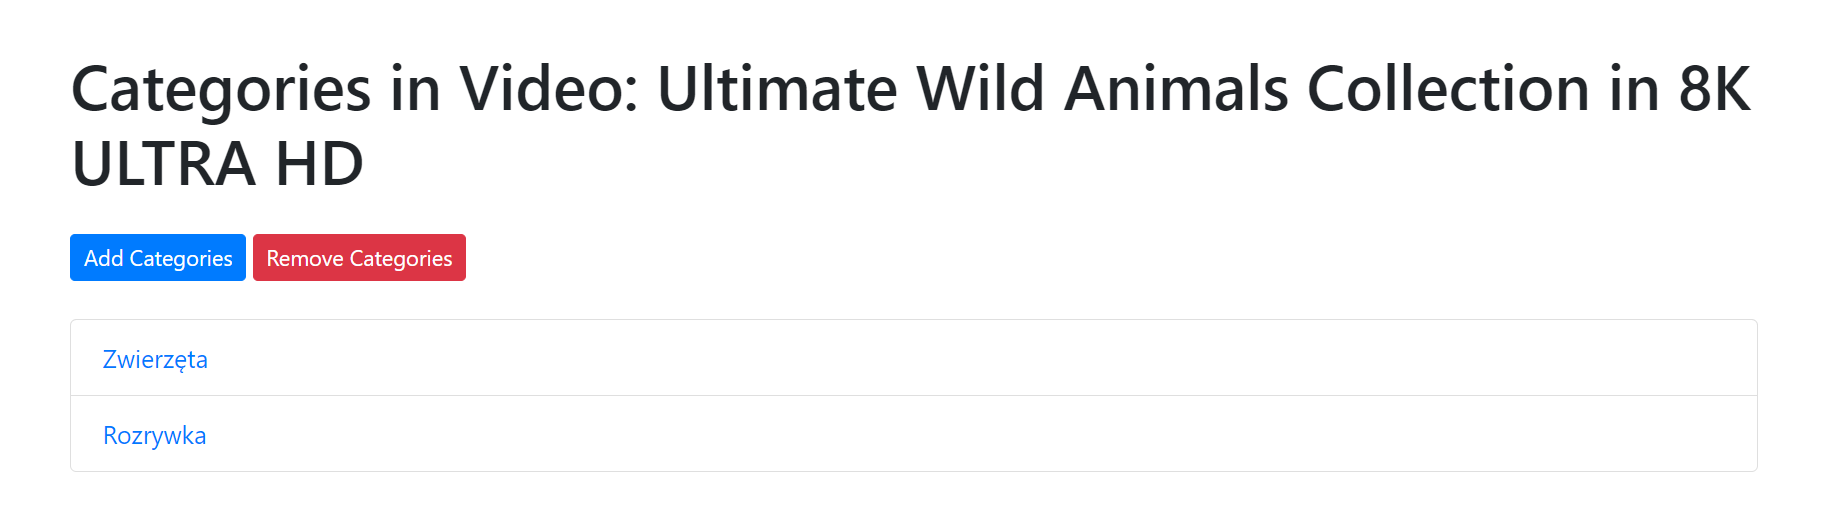 Categories in Video: Ultimate Wild Animals Collection in 8K
ULTRA HD
Add Categories Remove Categories
Zwierzęta
Rozrywka